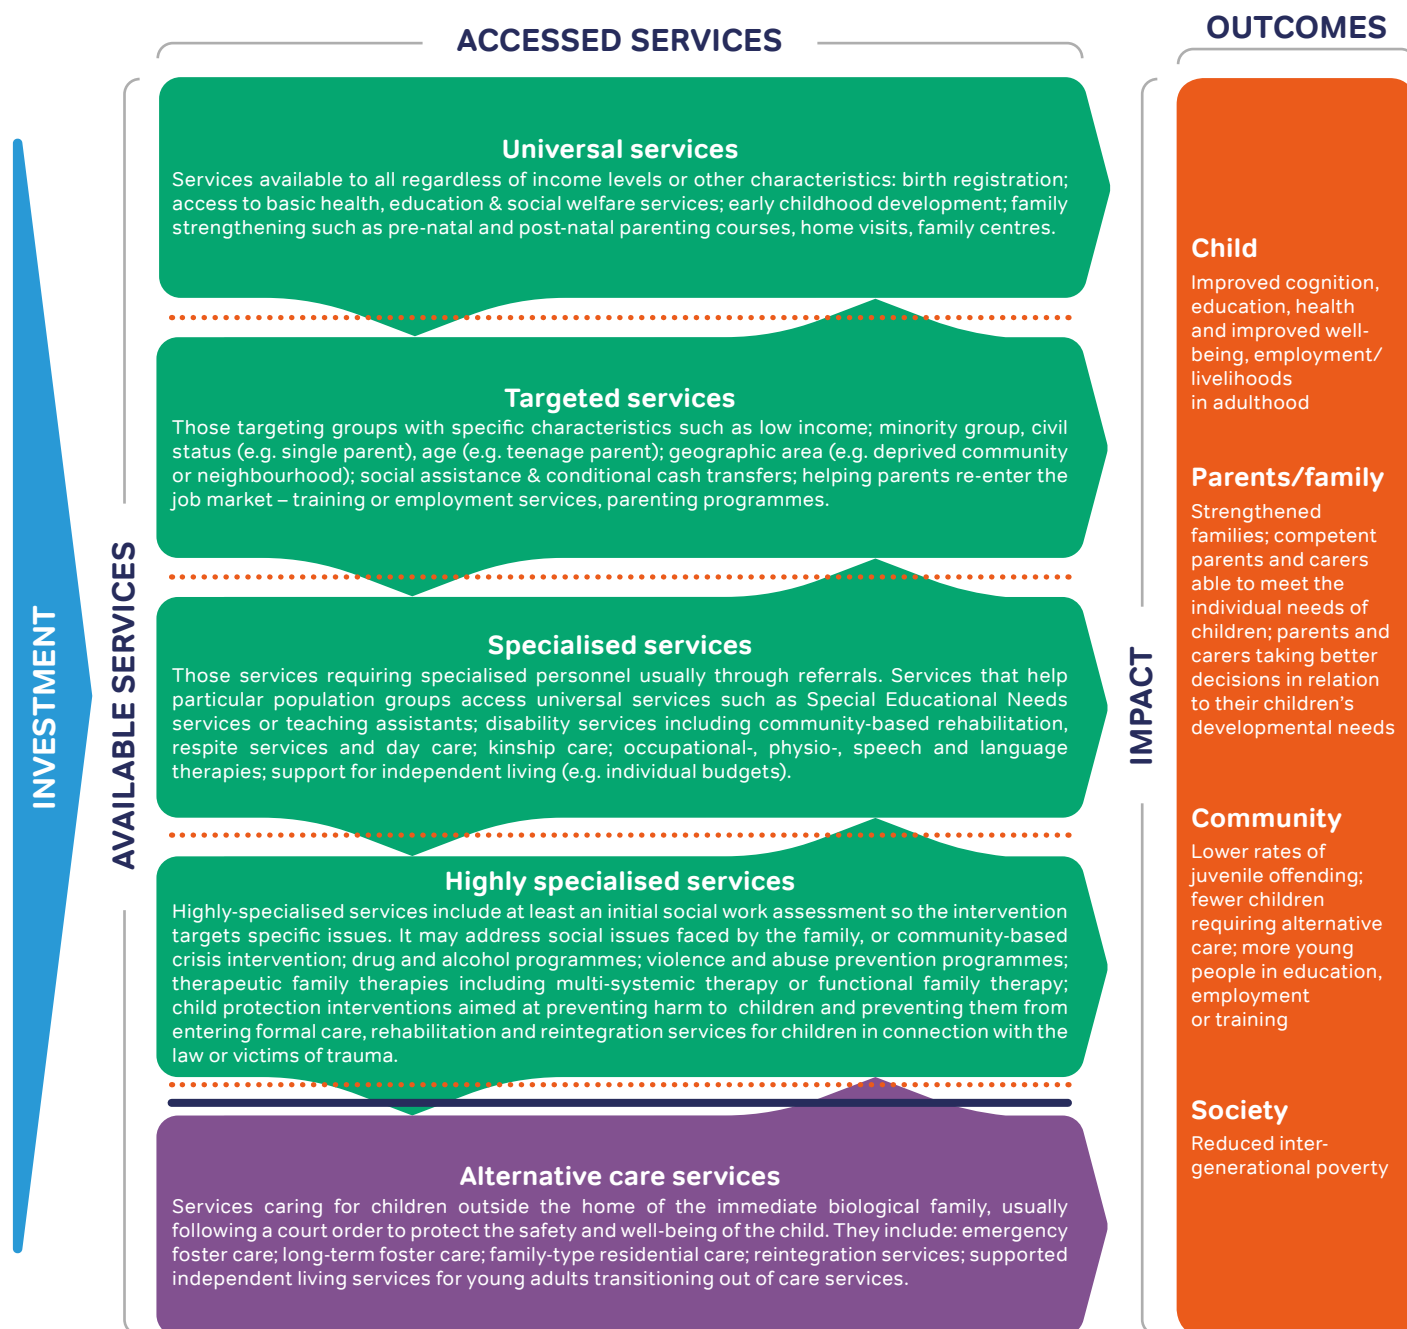 ACCESSED SERVICES
OUTCOMES
INVESTMENT
AVAILABLE SERVICES
Universal services
Services available to all regardless of income levels or other characteristics: birth registration;
access to basic health, education & social welfare services; early childhood development; family
strengthening such as pre-natal and post-natal parenting courses, home visits, family centres.
Targeted services
Those targeting groups with specific characteristics such as low income; minority group, civil
status (e.g. single parent), age (e.g. teenage parent); geographic area (e.g. deprived community
or neighbourhood); social assistance & conditional cash transfers; helping parents re-enter the
job market – training or employment services, parenting programmes.
Specialised services
Those services requiring specialised personnel usually through referrals. Services that help
particular population groups access universal services such as Special Educational Needs
services or teaching assistants; disability services including community-based rehabilitation,
respite services and day care; kinship care; occupational-, physio-, speech and language
therapies; support for independent living (e.g. individual budgets).
Highly specialised services
Highly-specialised services include at least an initial social work assessment so the intervention
targets specific issues. It may address social issues faced by the family, or community-based
crisis intervention; drug and alcohol programmes; violence and abuse prevention programmes;
therapeutic family therapies including multi-systemic therapy or functional family therapy;
child protection interventions aimed at preventing harm to children and preventing them from
entering formal care, rehabilitation and reintegration services for children in connection with the
law or victims of trauma.
Alternative care services
Services caring for children outside the home of the immediate biological family, usually
following a court order to protect the safety and well-being of the child. They include: emergency
foster care; long-term foster care; family-type residential care; reintegration services; supported
independent living services for young adults transitioning out of care services.
IMPACT
Child
Improved cognition,
education, health
and improved well-
being, employment/
livelihoods
in adulthood
Parents/family
Strengthened
families; competent
parents and carers
able to meet the
individual needs of
children; parents and
carers taking better
decisions in relation
to their children’s
developmental needs
Community
Lower rates of
juvenile offending;
fewer children
requiring alternative
care; more young
people in education,
employment
or training
Society
Reduced inter-
generational poverty